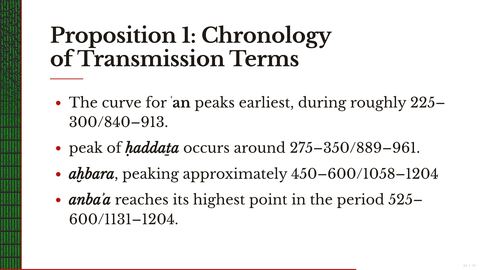 Proposition 1: Chronology
of Transmission Terms
• The curve for ʿan peaks earliest, during roughly 225–
300/840–913.
• peak of ḥaddaṯa occurs around 275–350/889–961.
• aḫbara, peaking approximately 450–600/1058–1204
• anbaʾa reaches its highest point in the period 525–
600/1131–1204.